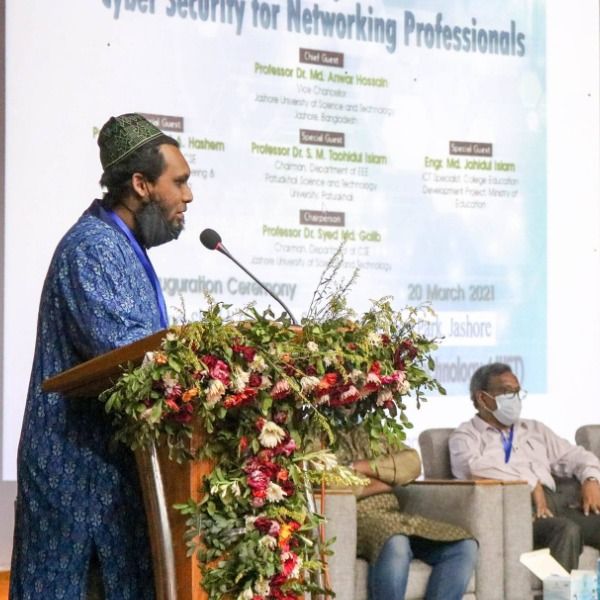 Cyber Security for Networking Professionals
Chief Guest
Professor Dr. Md. Anwar Hossain
Vice Chancellor
Jashore University of Science and Technology
Jashore, Bangladesh
Special Guest
Hashem
Special Guest
Professor Dr. S. M. Taohidul Islam
Chairman, Department of EEE
Patuakhali Science and Technology
University, Patuakhali
Special Guest
Engr. Md. Jahidul Islam
ICT Specialist, College Education
Development Project, Ministry of
Education
Chairperson
Professor Dr. Syed Md. Galib
Chairman, Department of CSE
Jashore University of Science and Technology
uguration Ceremony
20 March 2021
Park, Jashore